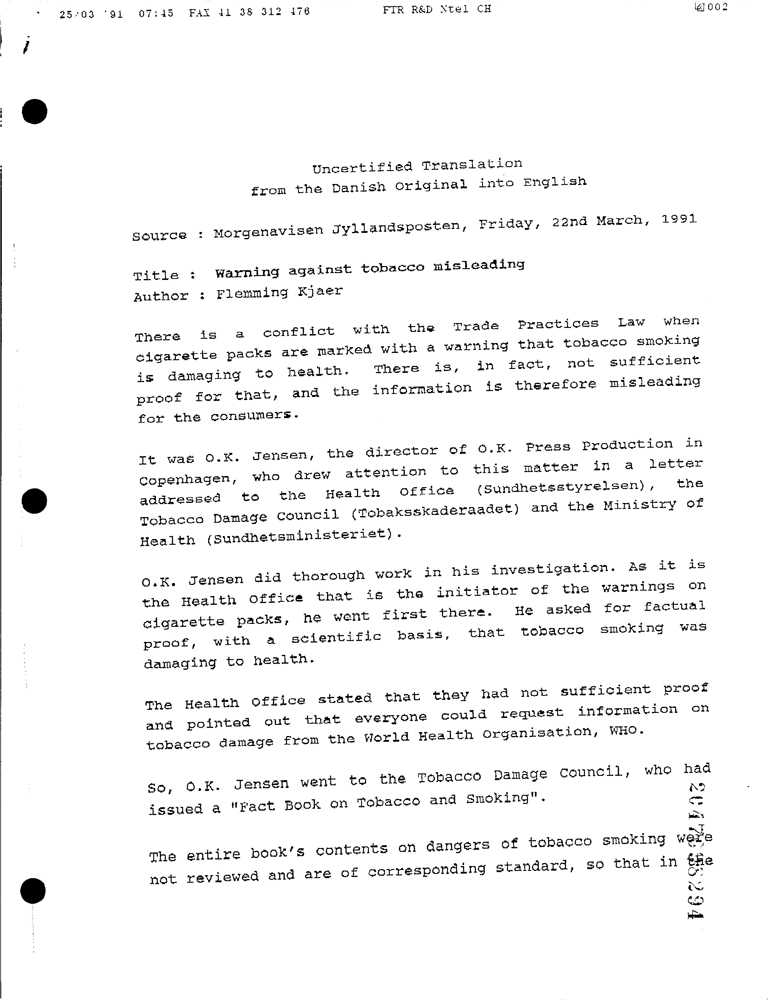 25/03 '91 07:45 FAX 41 38 312 476 FTR R&D Ntel CH 002
i
Uncertified Translation
from the Danish Original into English
Source : Morgenavisen Jyllandsposten, Friday, 22nd March, 1991
Title : Warning against tobacco misleading
Author : Flemming Kjaer
There is a conflict with the Trade Practices Law when
cigarette packs are marked with a warning that tobacco smoking
is damaging to health. There is, in fact, not sufficient
proof for that, and the information is therefore misleading
for the consumers.
It was O.K. Jensen, the director of O.K. Press Production in
Copenhagen, who drew attention to this matter in a letter
addressed to the Health Office (Sundhetsstyrelsen), the
Tobacco Damage Council (Tobaksskaderaadet) and the Ministry of
Health (Sundhetsministeriet).
O.K. Jensen did thorough work in his investigation. As it is
the Health Office that is the initiator of the warnings on
cigarette packs, he went first there. He asked for factual
proof, with a scientific basis, that tobacco smoking was
damaging to health.
The Health Office stated that they had not sufficient proof
and pointed out that everyone could request information on
tobacco damage from the World Health Organisation, WHO.
So, O.K. Jensen went to the Tobacco Damage Council, who had
issued a "Fact Book on Tobacco and Smoking".
The entire book's contents on dangers of tobacco smoking were
not reviewed and are of corresponding standard, so that in the